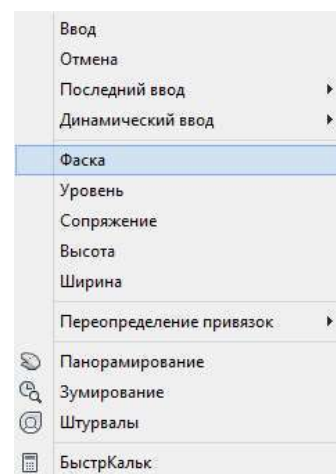 Ввод
Отмена
Последний ввод
Динамический ввод
Фаска
Уровень
Сопряжение
Высота
Ширина
Переопределение привязок
Панорамирование
Зумирование
Штурвалы
БыстрКальк